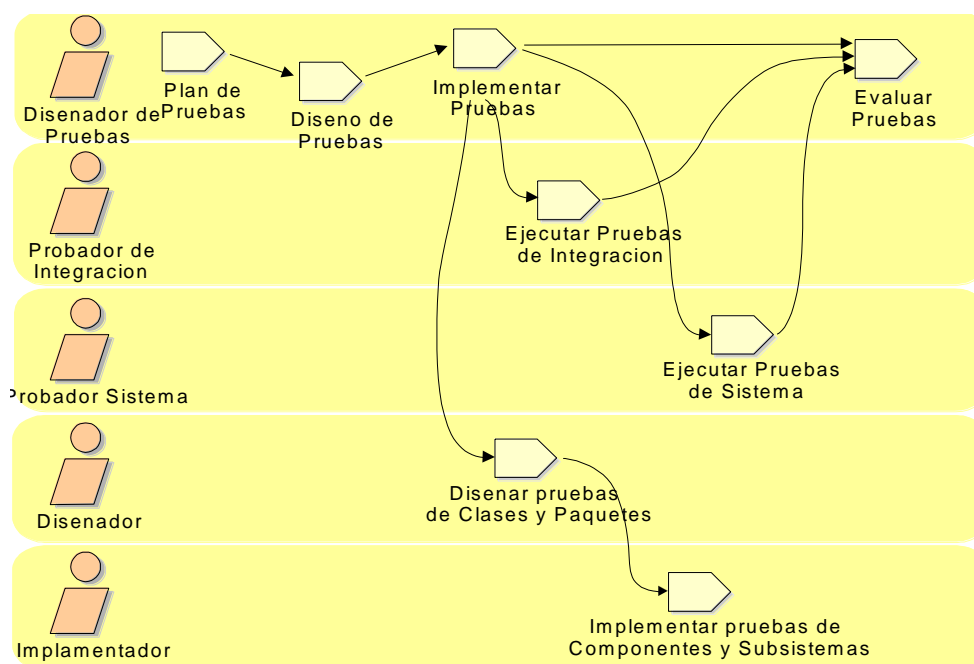 Disenador de
Pruebas
Plan de
Pruebas
Diseno de
Pruebas
Implementar
Pruebas
Evaluar
Pruebas
Probador de
Integracion
Ejecutar Pruebas
de Integracion
Probador Sistema
Ejecutar Pruebas
de Sistema
Disenador
Disenar pruebas
de Clases y Paquetes
Implamentador
Implementar pruebas de
Componentes y Subsistemas